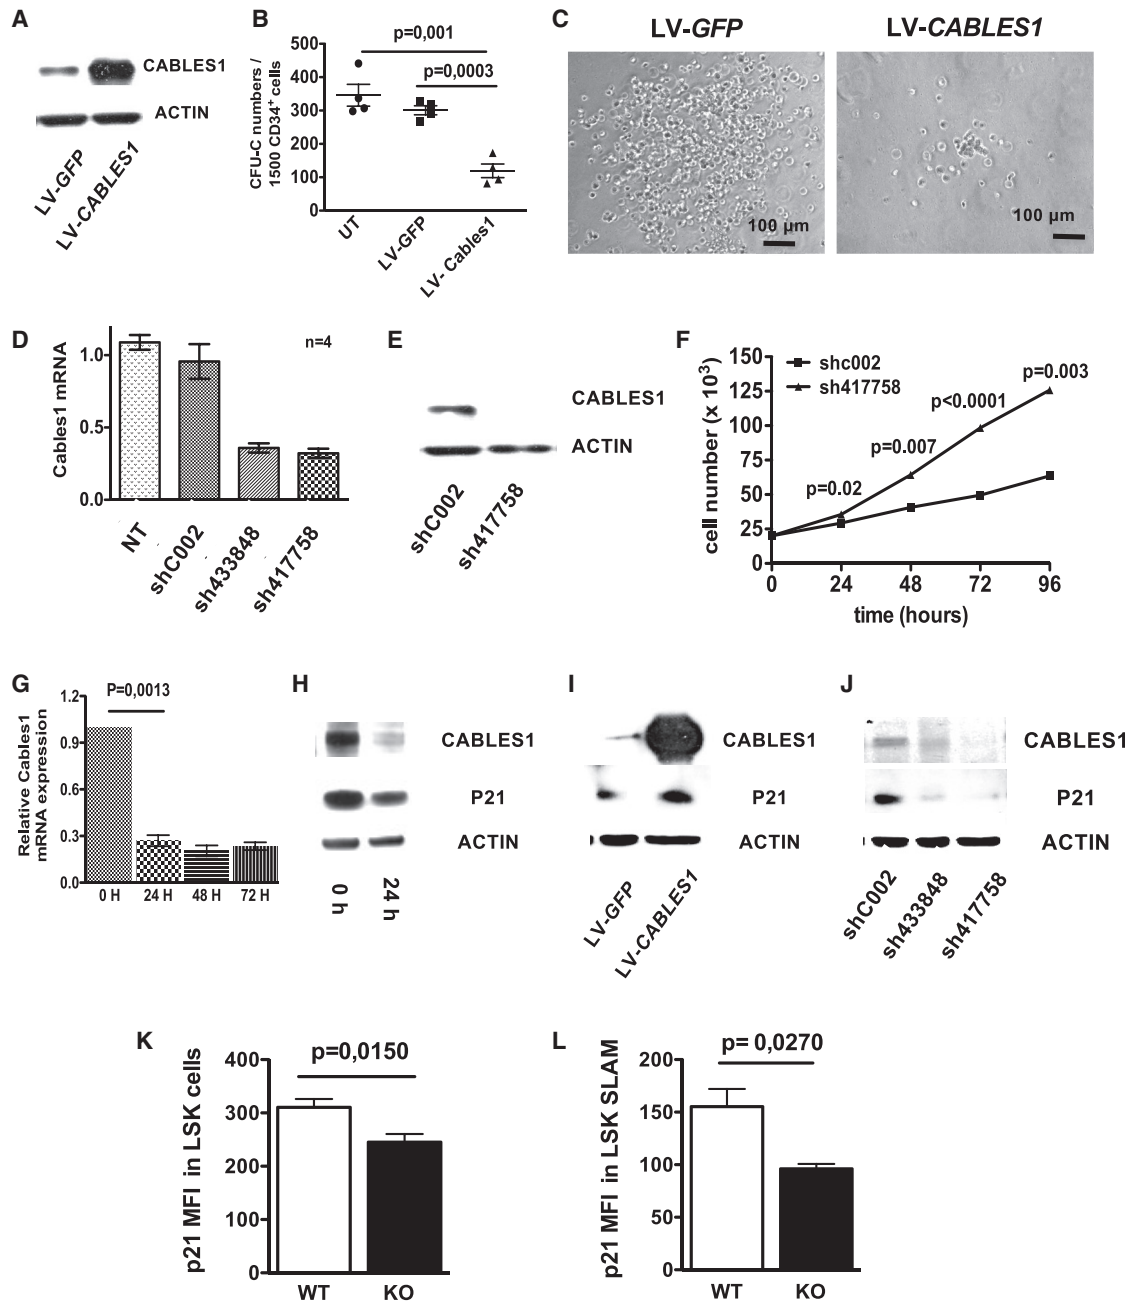 A
CABLES1
ACTIN
LV-GFP
LV-CABLES1
B
p=0,001
p=0,0003
CFU-C numbers /
1500 CD34+ cells
500
400
300
200
100
0
UT
LV-GFP
LV- Cables1
C
LV-GFP
LV-CABLES1
100 µm
100 µm
D
Cables1 mRNA
n=4
1.0
0.5
0.0
NT
shC002
sh433848
sh417758
E
CABLES1
ACTIN
shC002
sh417758
F
cell number (x 10³)
150
125
100
75
50
25
0
shc002
sh417758
p=0.02
p=0.007
p<0.0001
p=0.003
0 24 48 72 96
time (hours)
G
P=0,0013
Relative Cables1
mRNA expression
1.2
0.9
0.6
0.3
0.0
0 H 24 H 48 H 72 H
H
CABLES1
P21
ACTIN
0 h
24 h
I
CABLES1
P21
ACTIN
LV-GFP
LV-CABLES1
J
CABLES1
P21
ACTIN
shC002
sh433848
sh417758
K
p=0,0150
p21 MFI in LSK cells
400
300
200
100
0
WT KO
L
p= 0,0270
p21 MFI in LSK SLAM
200
150
100
50
0
WT KO